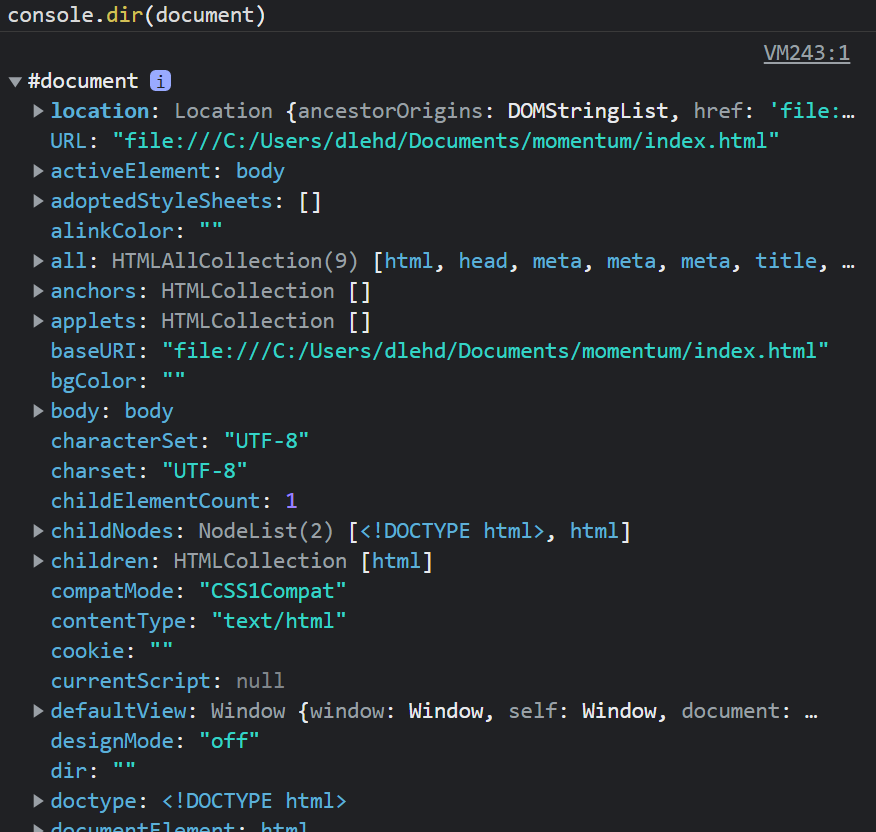 console.dir(document)
VM243:1
#document i
location: Location {ancestorOrigins: DOMStringList, href: 'file:…
URL: "file:///C:/Users/dlehd/Documents/momentum/index.html"
activeElement: body
adoptedStyleSheets: []
alinkColor: ""
all: HTMLAllCollection(9) [html, head, meta, meta, meta, title, …
anchors: HTMLCollection []
applets: HTMLCollection []
baseURI: "file:///C:/Users/dlehd/Documents/momentum/index.html"
bgColor: ""
body: body
characterSet: "UTF-8"
charset: "UTF-8"
childElementCount: 1
childNodes: NodeList(2) [<!DOCTYPE html>, html]
children: HTMLCollection [html]
compatMode: "CSS1Compat"
contentType: "text/html"
cookie: ""
currentScript: null
defaultView: Window {window: Window, self: Window, document: …
designMode: "off"
dir: ""
doctype: <!DOCTYPE html>
documentElement: html